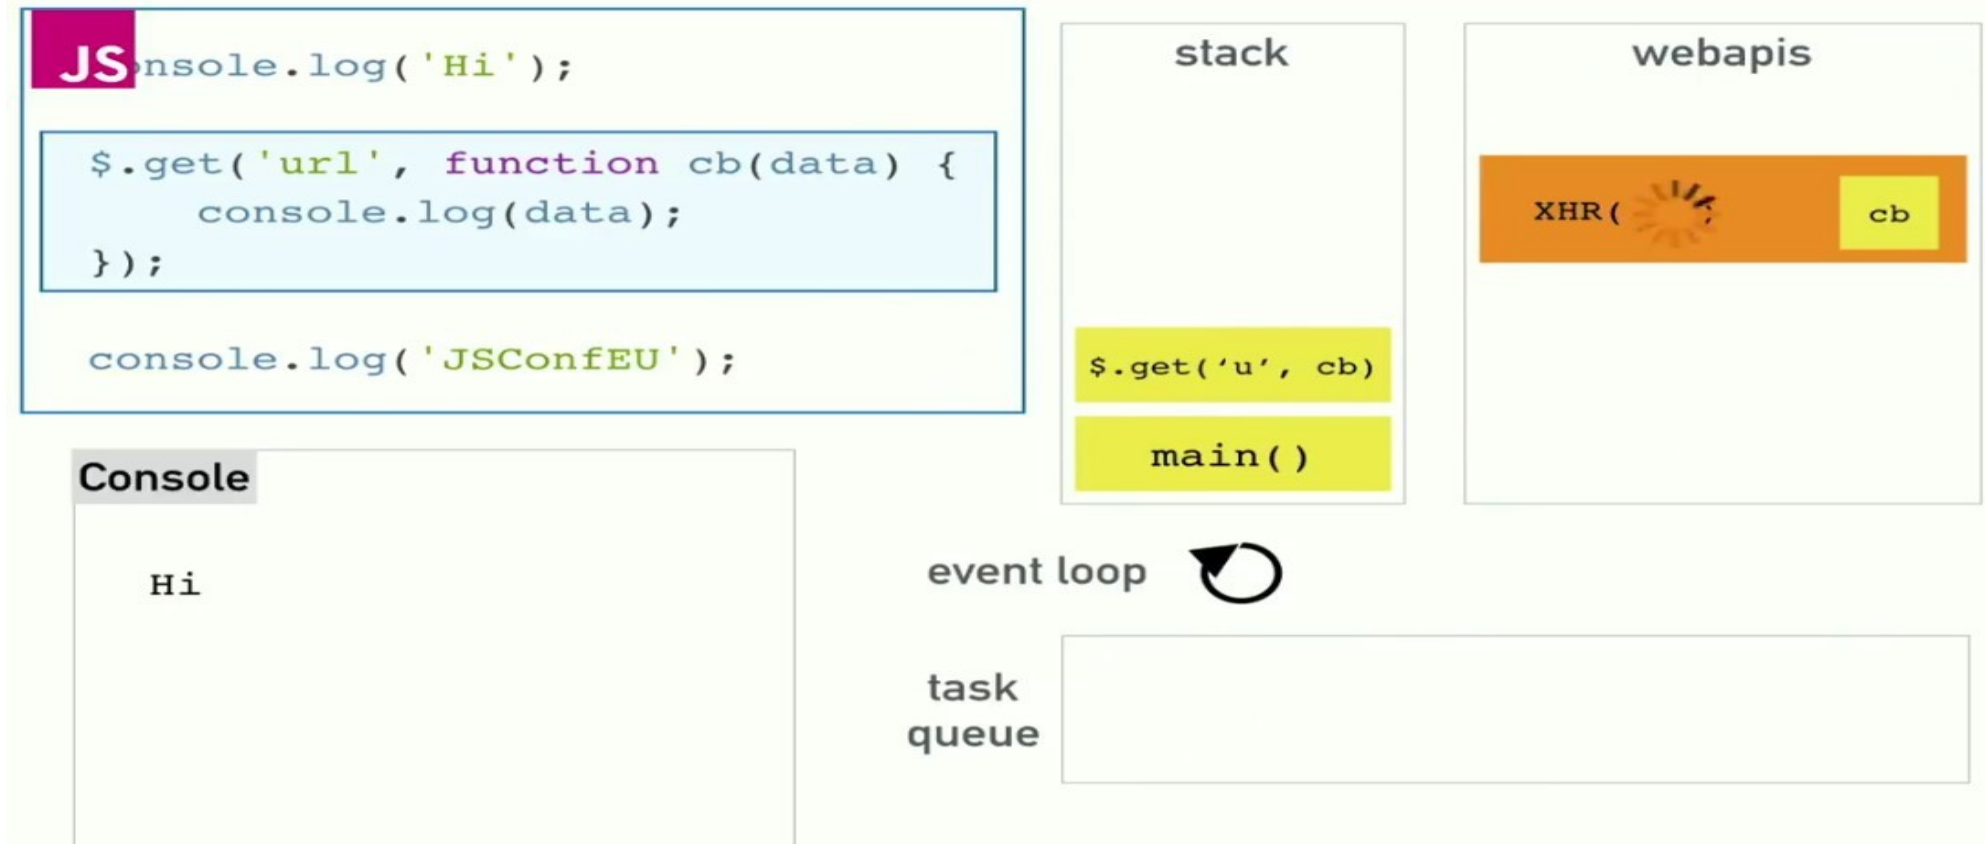 JS
nsole.log('Hi');
$.get('url', function cb(data) {
console.log(data);
});
console.log('JSConfEU');
Console
Hi
stack
$.get(‘u’, cb)
main()
webapis
XHR(
cb
event loop
task
queue